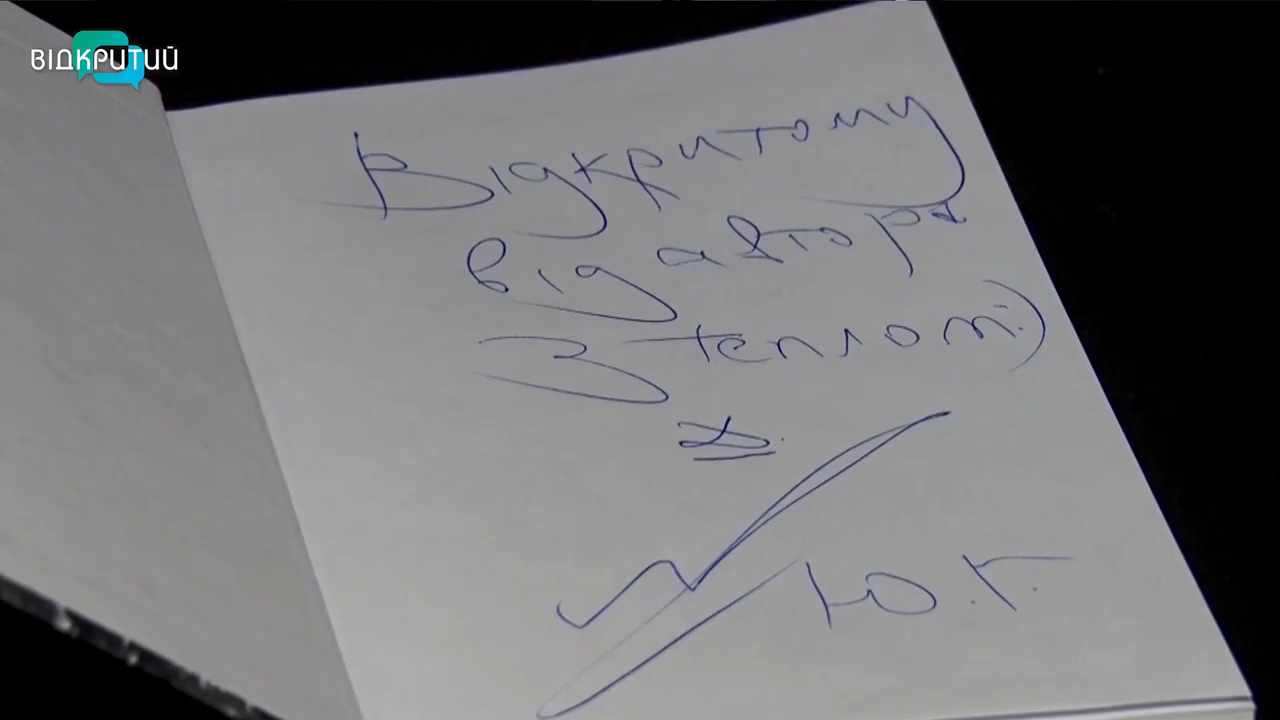 ВІДКРИТИЙ
Відкритому
від автора
З теплом:)
Ю.Г.